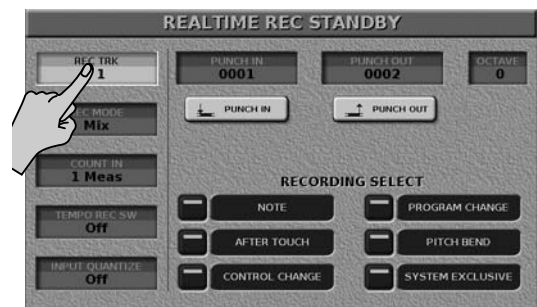 REALTIME REC STANDBY
REC TRK
1
REC MODE
Mix
COUNT IN
1 Meas
TEMPO REC SW
Off
INPUT QUANTIZE
Off
PUNCH IN
0001
PUNCH OUT
0002
OCTAVE
0
PUNCH IN
PUNCH OUT
RECORDING SELECT
NOTE
PROGRAM CHANGE
AFTER TOUCH
PITCH BEND
CONTROL CHANGE
SYSTEM EXCLUSIVE